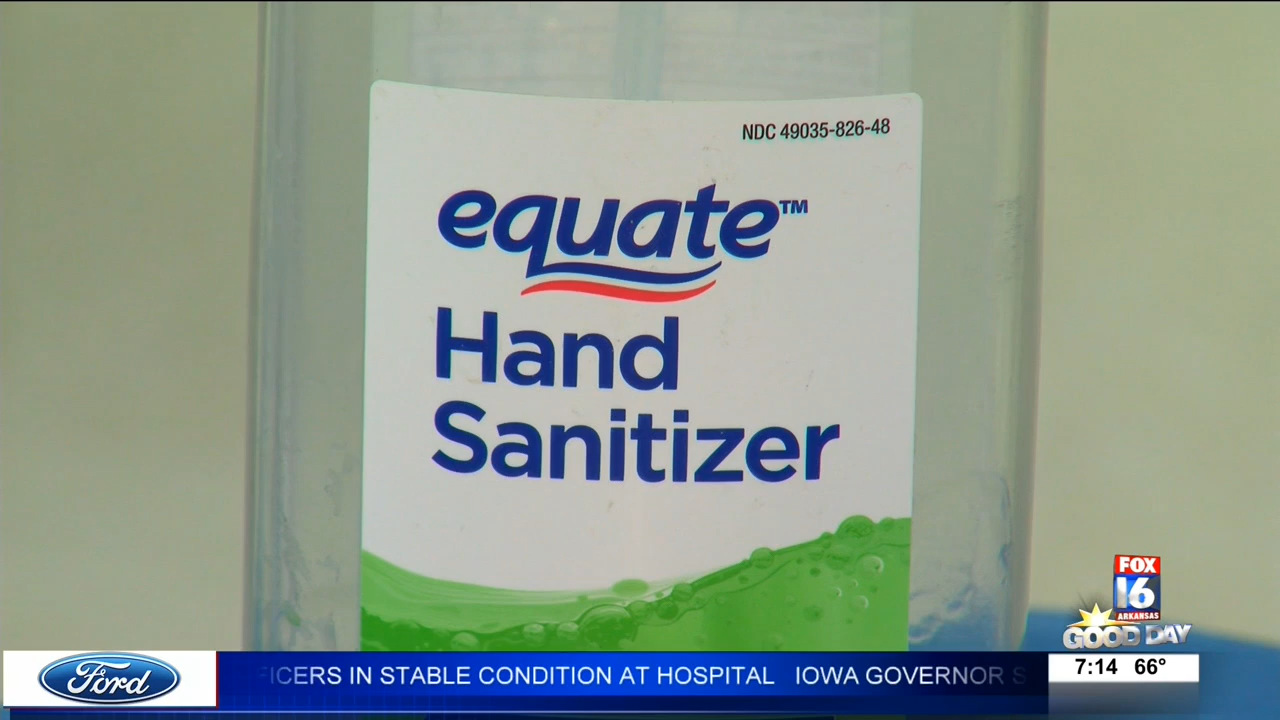 NDC 49035-826-48
equate™
Hand
Sanitizer
FOX
16
ARKANSAS
GOOD DAY
Ford
FICERS IN STABLE CONDITION AT HOSPITAL IOWA GOVERNOR S
7:14 66°